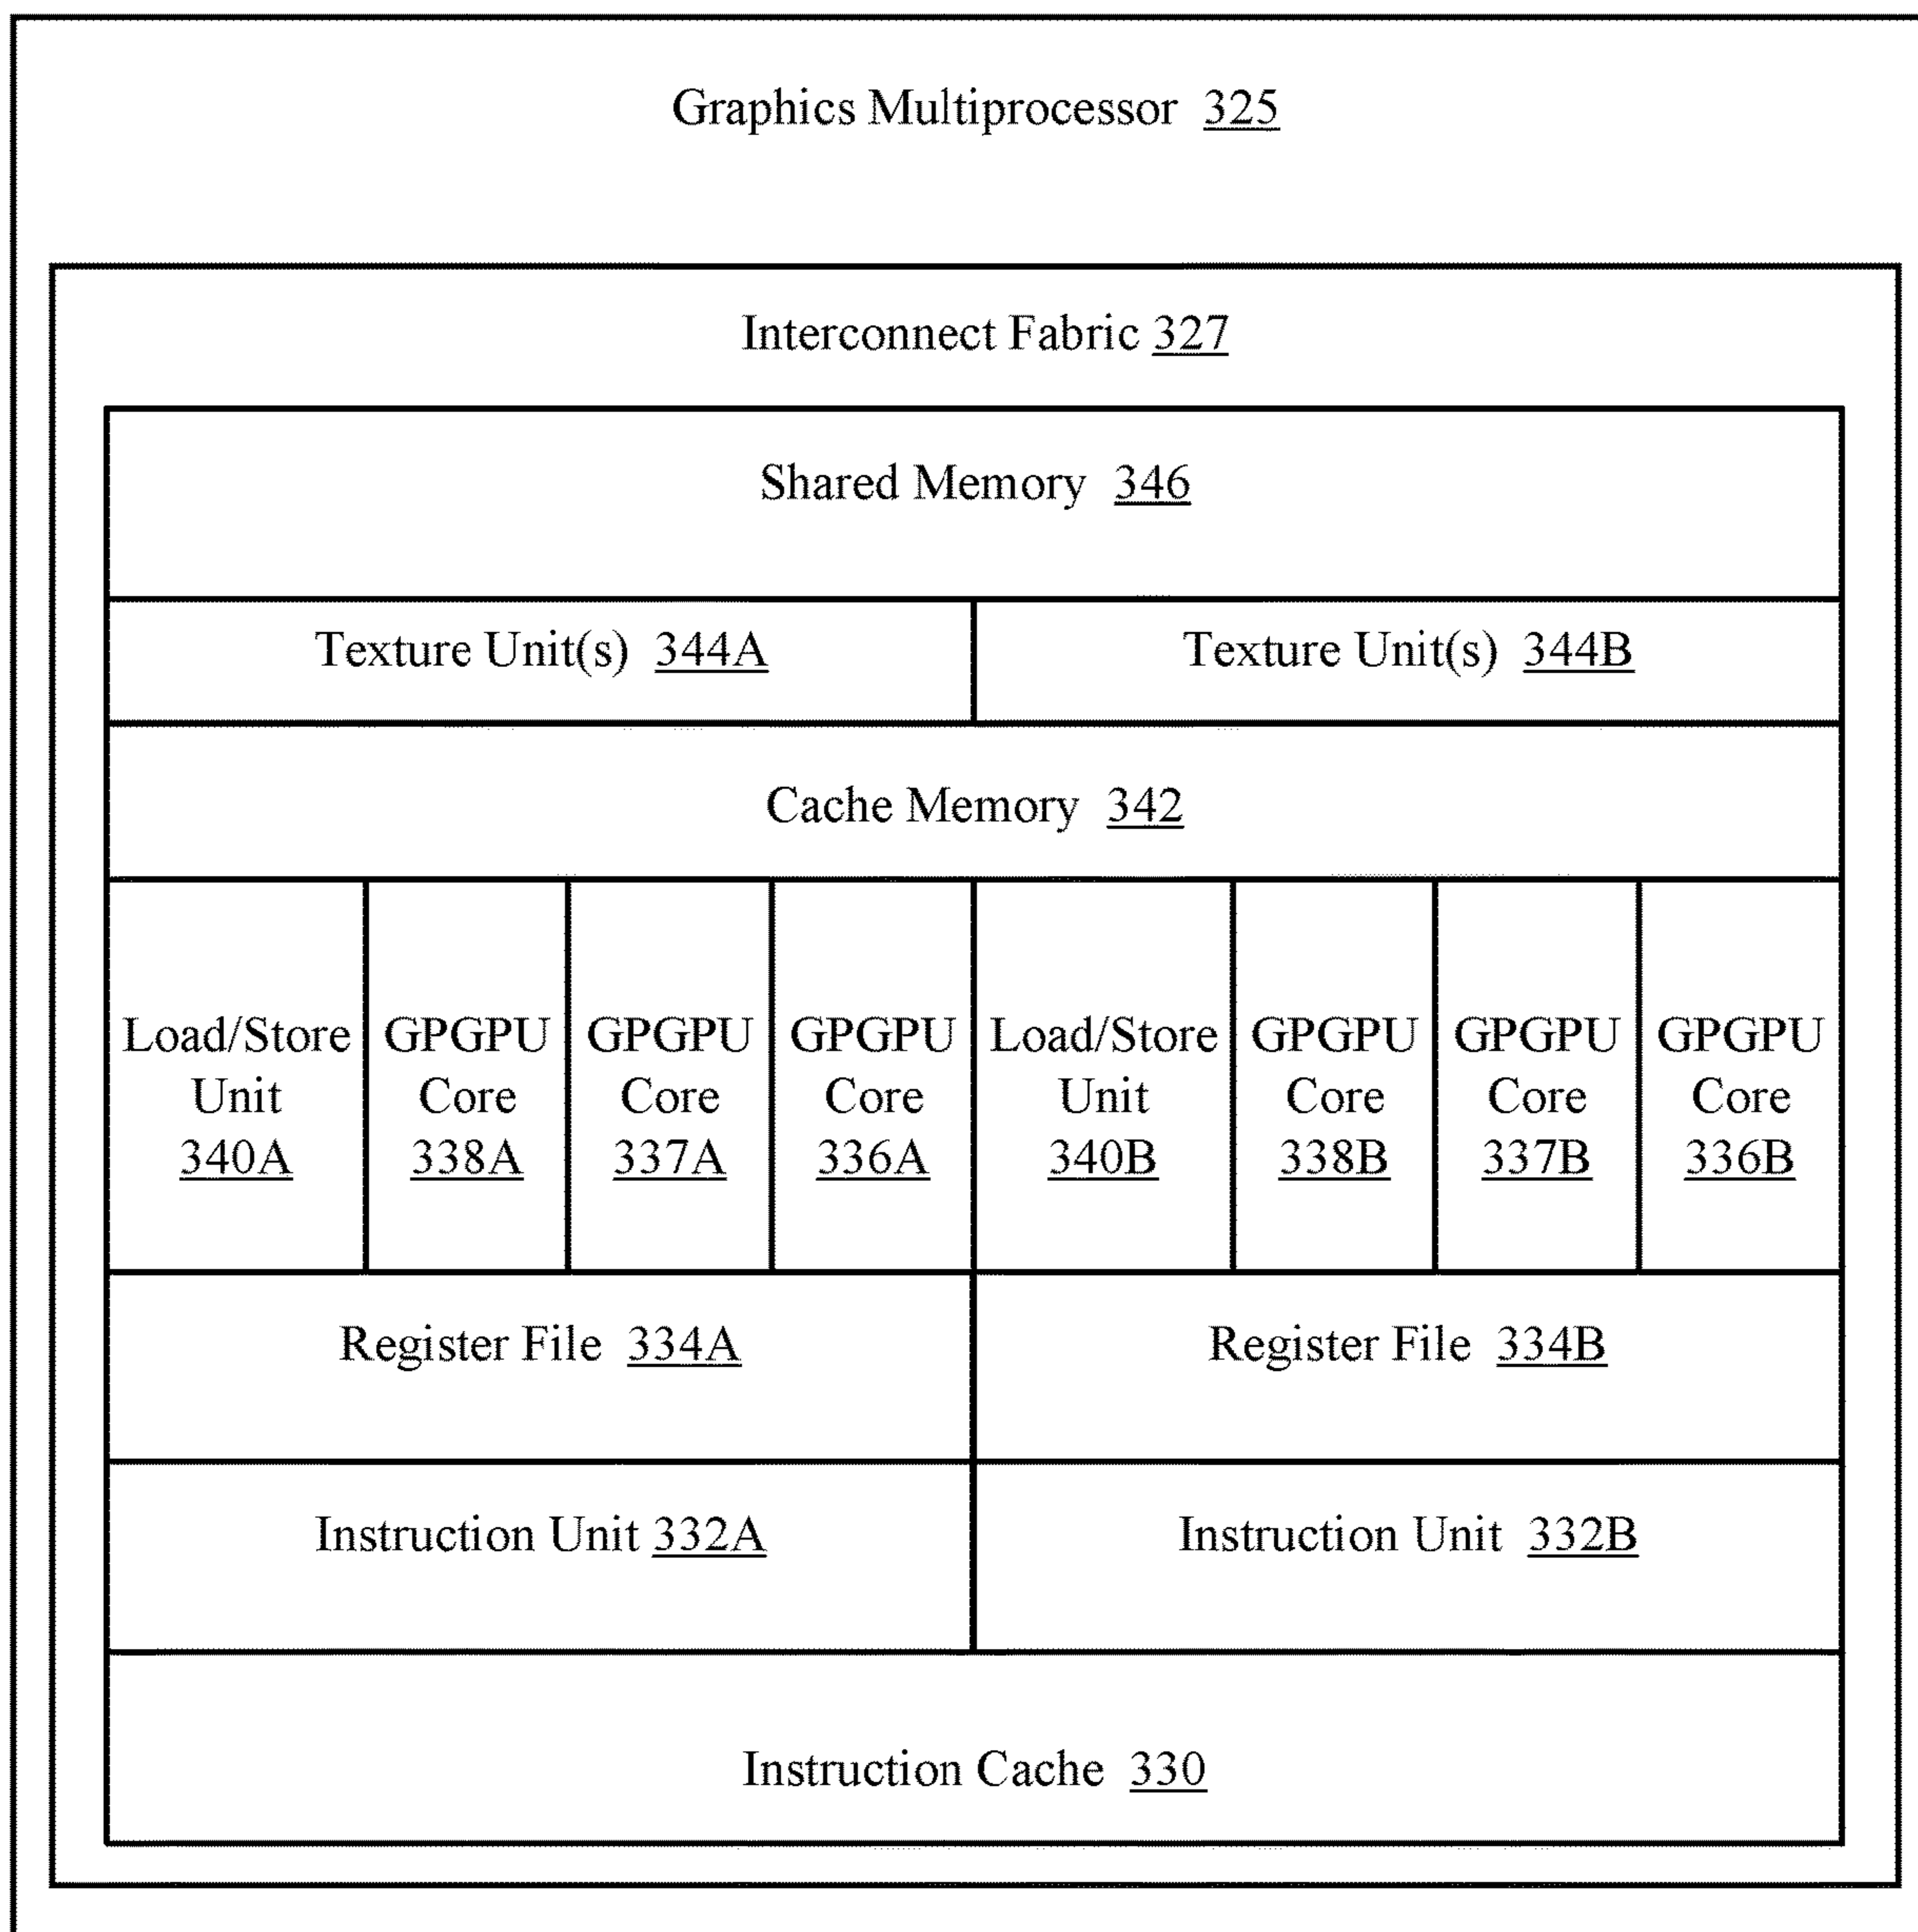 Graphics Multiprocessor 325
Interconnect Fabric 327
Shared Memory 346
Texture Unit(s) 344A
Texture Unit(s) 344B
Cache Memory 342
Load/Store
Unit
340A
GPGPU
Core
338A
GPGPU
Core
337A
GPGPU
Core
336A
Load/Store
Unit
340B
GPGPU
Core
338B
GPGPU
Core
337B
GPGPU
Core
336B
Register File 334A
Register File 334B
Instruction Unit 332A
Instruction Unit 332B
Instruction Cache 330